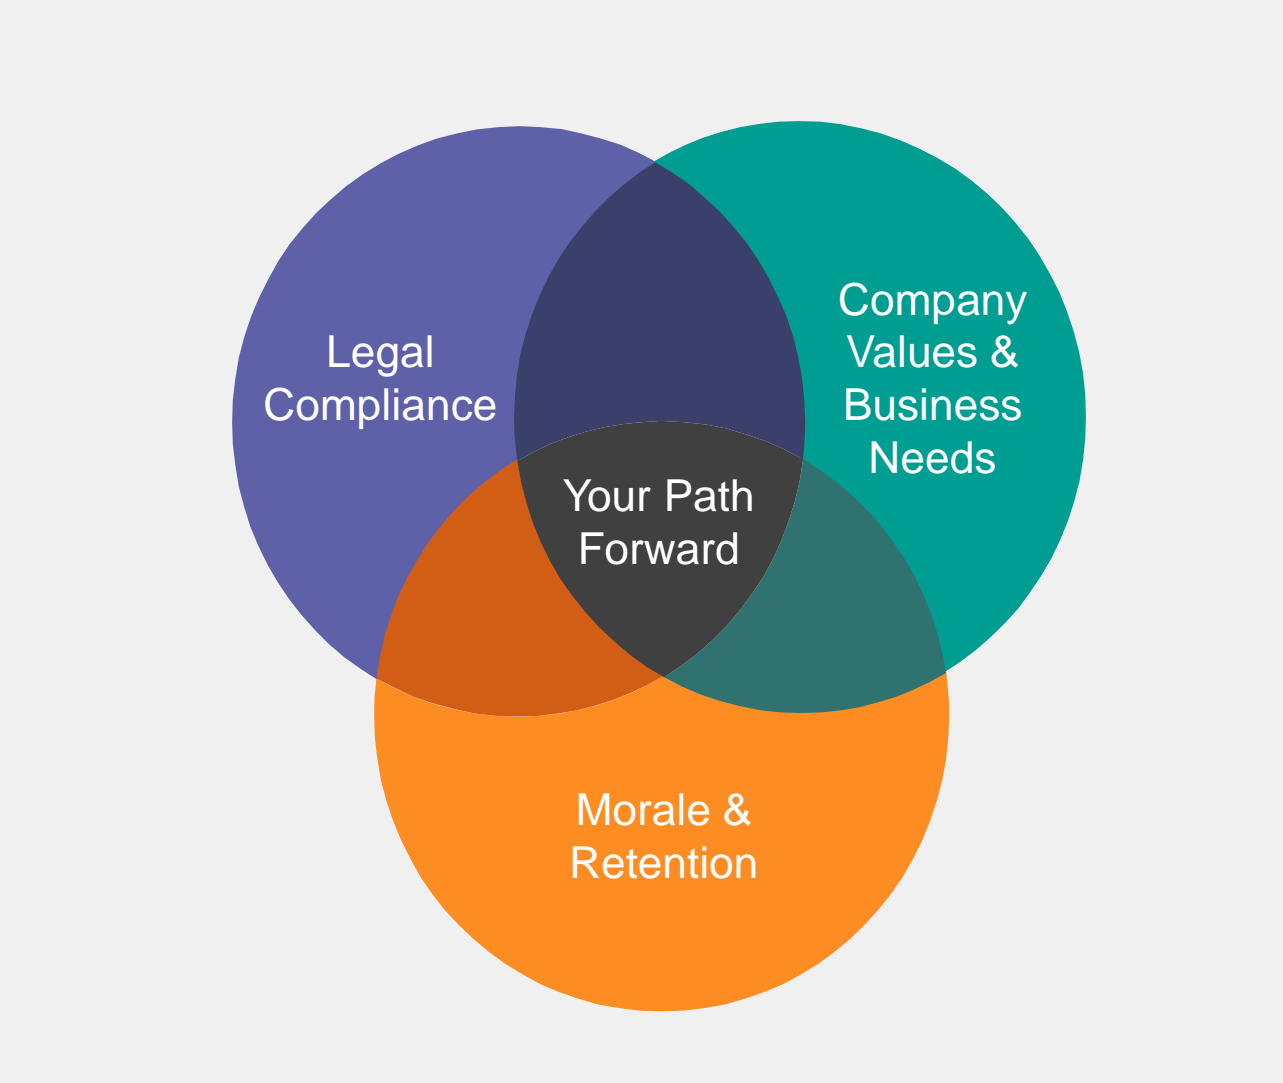 Legal
Compliance
Company
Values &
Business
Needs
Your Path
Forward
Morale &
Retention